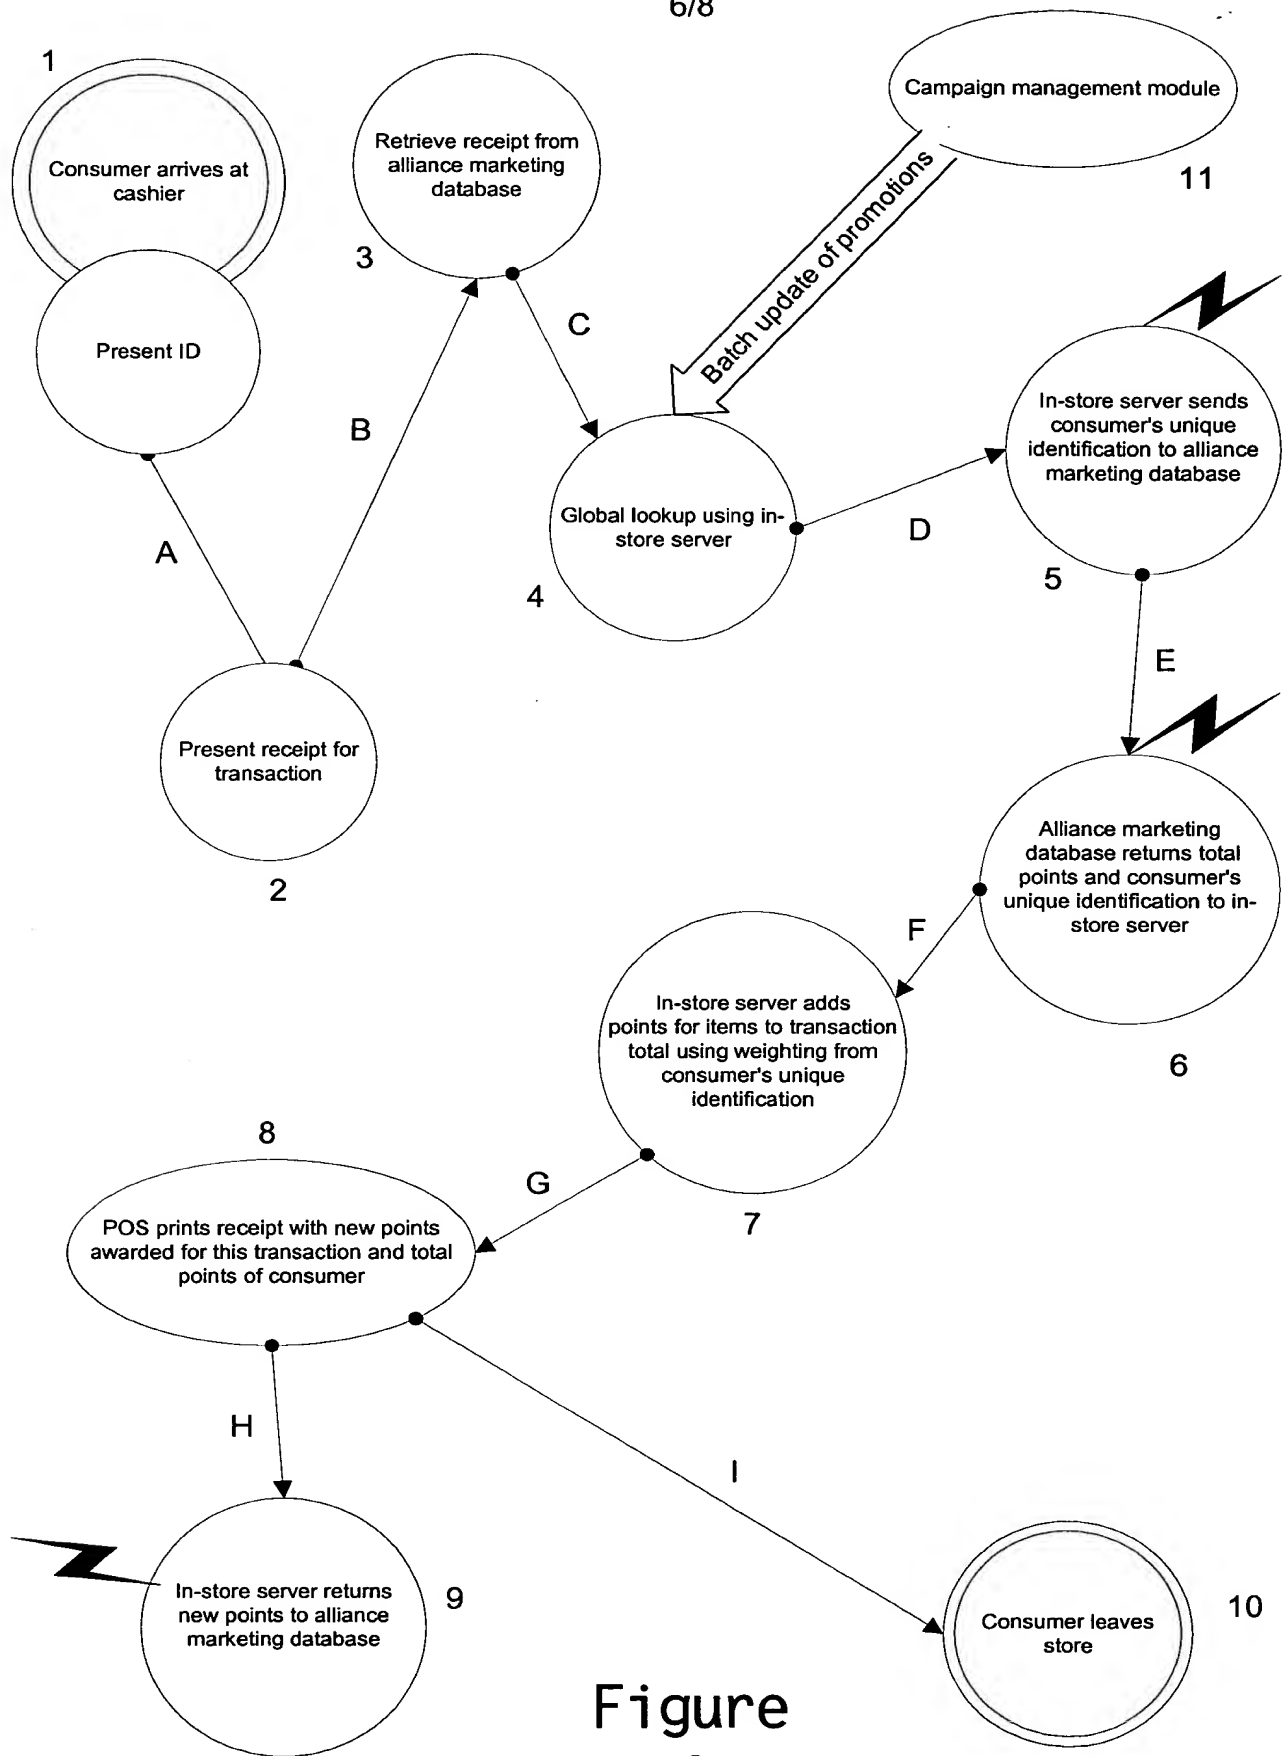 6/8
1
Consumer arrives at
cashier
Present ID
Retrieve receipt from
alliance marketing
database
3
Campaign management module
11
Batch update of promotions
A
B
C
Global lookup using in-
store server
4
D
In-store server sends
consumer's unique
identification to alliance
marketing database
5
E
Present receipt for
transaction
2
Alliance marketing
database returns total
points and consumer's
unique identification to in-
store server
6
F
In-store server adds
points for items to transaction
total using weighting from
consumer's unique
identification
7
G
8
POS prints receipt with new points
awarded for this transaction and total
points of consumer
H
I
In-store server returns
new points to alliance
marketing database
9
Consumer leaves
store
10
Figure